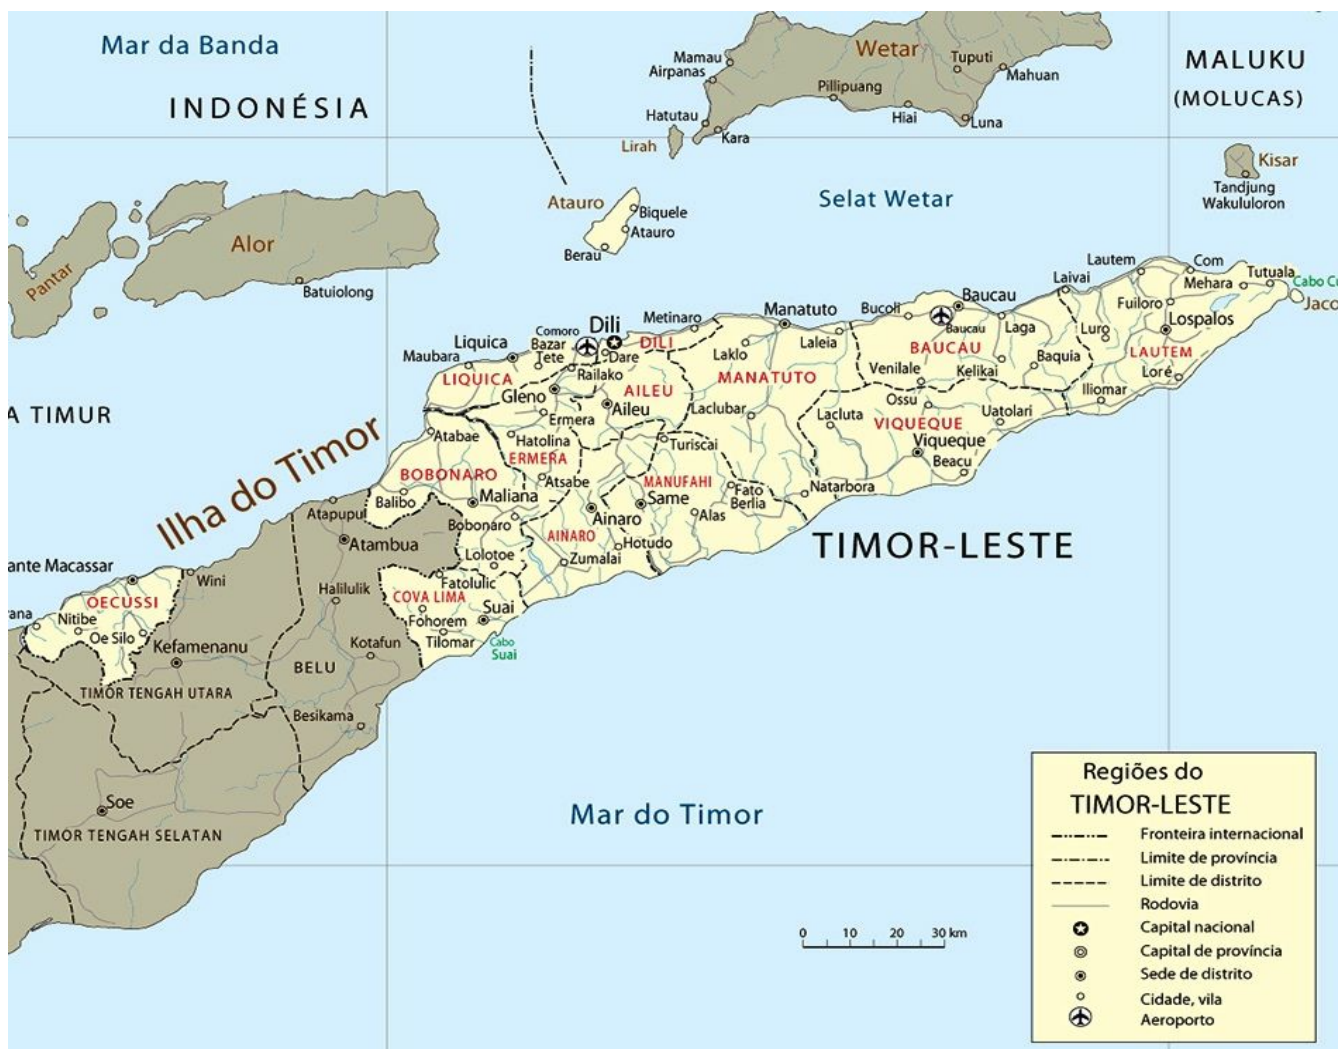 Mar da Banda
INDONÉSIA
Wetar
Mamau
Airpanas
Tuputi
Mahuan
Pillipuang
Hatutau
Kara
Hiai
Luna
Lirah
MALUKU
(MOLUCAS)
Kisar
Tandjung
Wakululoron
Selat Wetar
Atauro
Biquele
Atauro
Berau
Alor
Pantar
Batuiolong
Lautem
Com
Laivai
Mehara
Tutuala
Cabo Cu
Jaco
Fuiloro
Lospalos
Luro
LAUTEM
Loré
Iliomar
Manatuto
Bucoli
Baucau
Baucau
Laga
BAUCAU
Baquia
Venilale
Kelikai
Laleia
Laklo
MANATUTO
Laclubar
Metinaro
Dili
DILI
Comoro
Dare
Bazar
Tete
Liquica
Maubara
LIQUICA
Railako
Gleno
AILEU
Aileu
Ermera
Hatolina
ERMERA
Atsabe
Atabae
BOBONARO
Balibo
Maliana
Bobonaro
Lolotoe
Turiscai
MANUFAHI
Same
Fato
Berlia
Alas
Natarbora
Lacluta
Ossu
VIQUEQUE
Viqueque
Uatolari
Beacu
Ainaro
AINARO
Hotudo
Zumalai
Fatolulic
COVA LIMA
Fohorem
Suai
Tilomar
Cabo
Suai
TIMOR-LESTE
Ilha do Timor
A TIMUR
Atapupul
Atambua
ante Macassar
Wini
OECUSSI
rana
Nitibe
Oe Silo
Halilulik
Kefamenanu
Kotafun
BELU
TIMOR TENGAH UTARA
Besikama
Soe
TIMOR TENGAH SELATAN
Mar do Timor
0 10 20 30 km
Regiões do
TIMOR-LESTE
Fronteira internacional
Limite de província
Limite de distrito
Rodovia
Capital nacional
Capital de província
Sede de distrito
Cidade, vila
Aeroporto